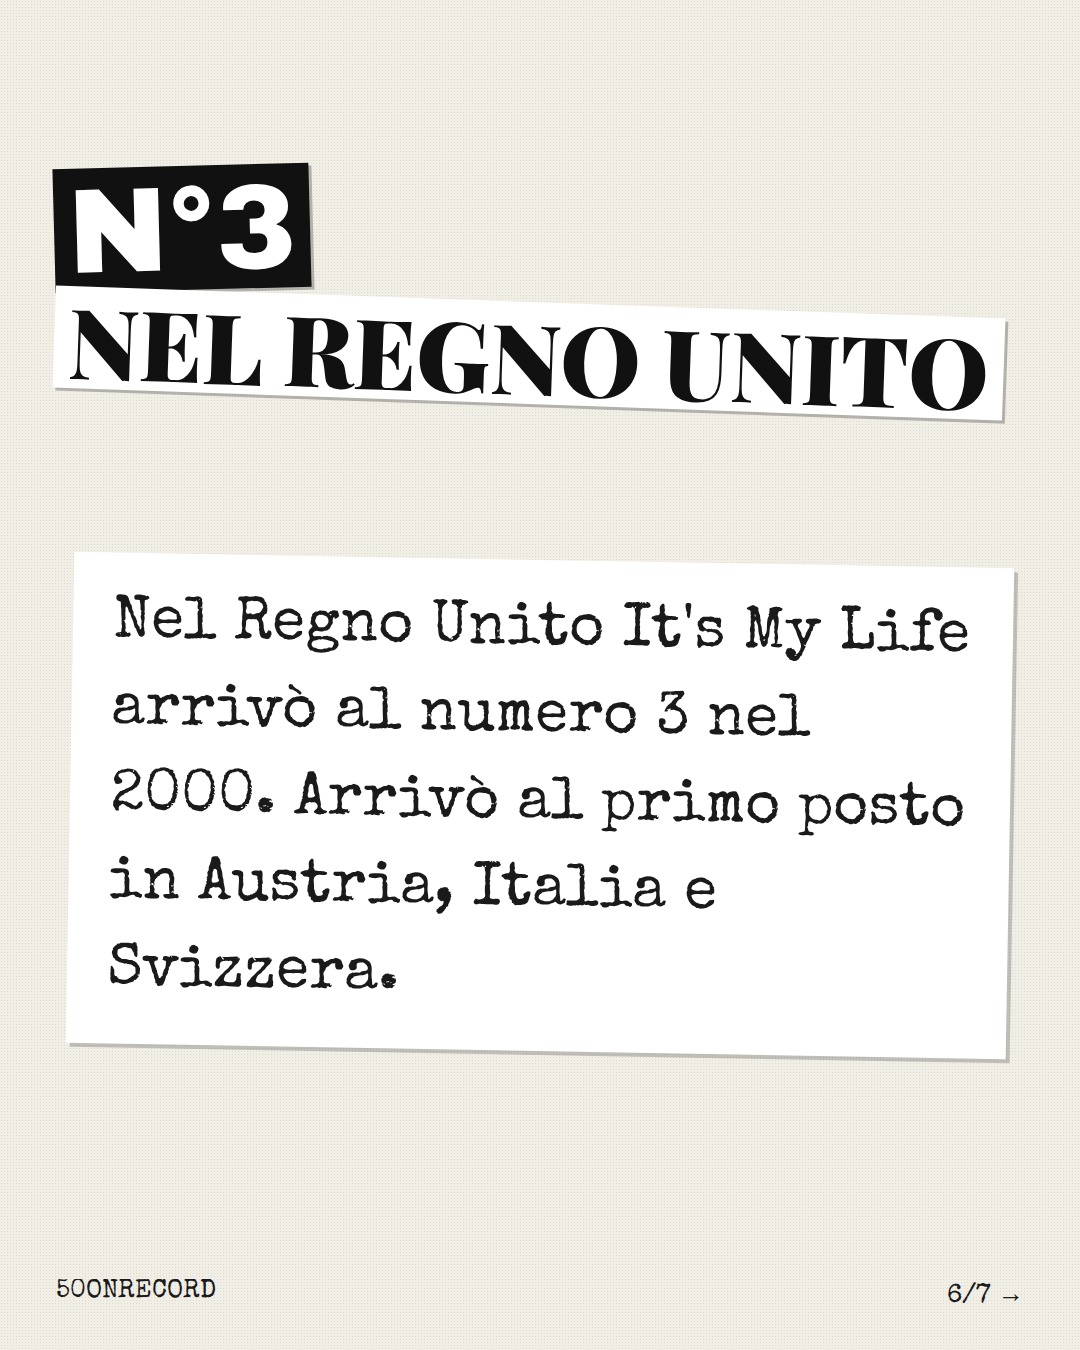 N°3
NEL REGNO UNITO
Nel Regno Unito It's My Life
arrivò al numero 3 nel
2000. Arrivò al primo posto
in Austria, Italia e
Svizzera.
50ONRECORD
6/7 →